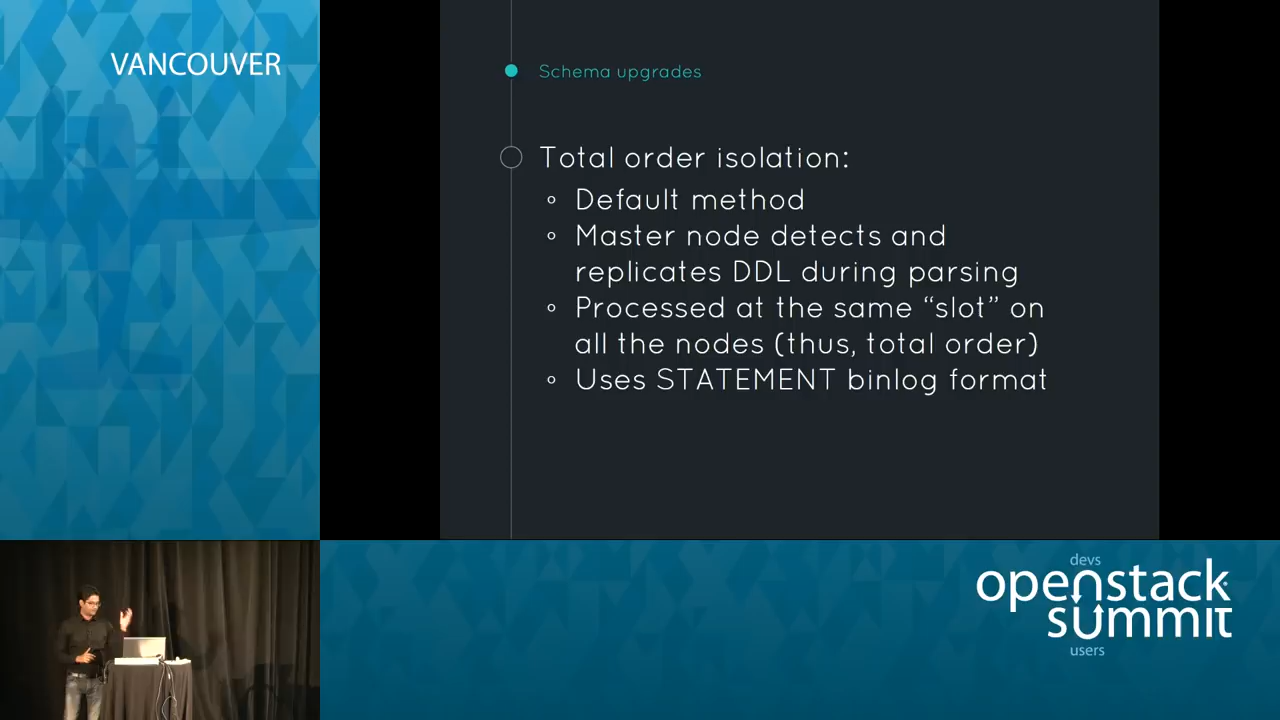 VANCOUVER
Schema upgrades
Total order isolation:
Default method
Master node detects and
replicates DDL during parsing
Processed at the same “slot” on
all the nodes (thus, total order)
Uses STATEMENT binlog format
devs
openstack
summit
users